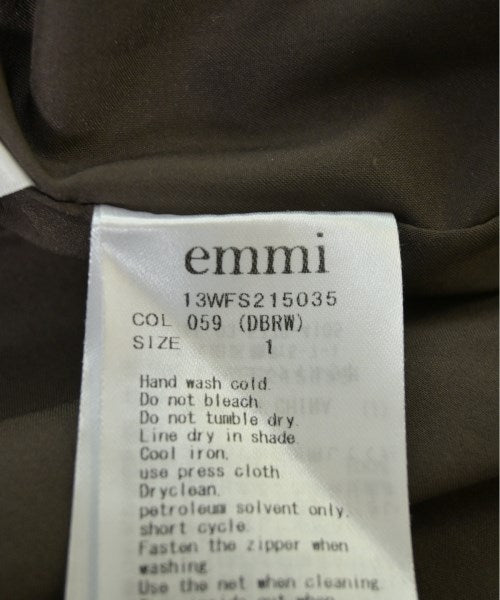 emmi
13WFS215035
COL 059 (DBRW)
SIZE 1
Hand wash cold.
Do not bleach.
Do not tumble dry.
Line dry in shade.
Cool iron.
use press cloth
Dryclean.
petroleum solvent only.
short cycle.
Fasten the zipper when
washing.
Use the net when cleaning.